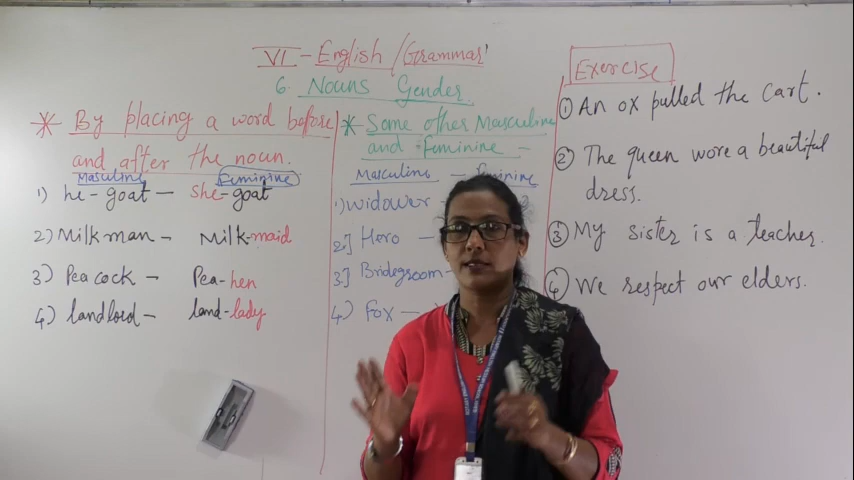 VI - English / Grammar
6. Nouns Gender
* By placing a word before
and after the noun.
Masculine Feminine
1) he-goat - she-goat
2) Milkman - Milk-maid
3) Peacock - Pea-hen
4) landlord - land-lady
* Some other Masculine
and Feminine -
Masculine - Feminine
1) widower
2.] Hero -
3.] Bridegroom -
4.) Fox -
Exercise
① An ox pulled the cart.
② The queen wore a beautiful
dress.
③ My sister is a teacher.
④ We respect our elders.